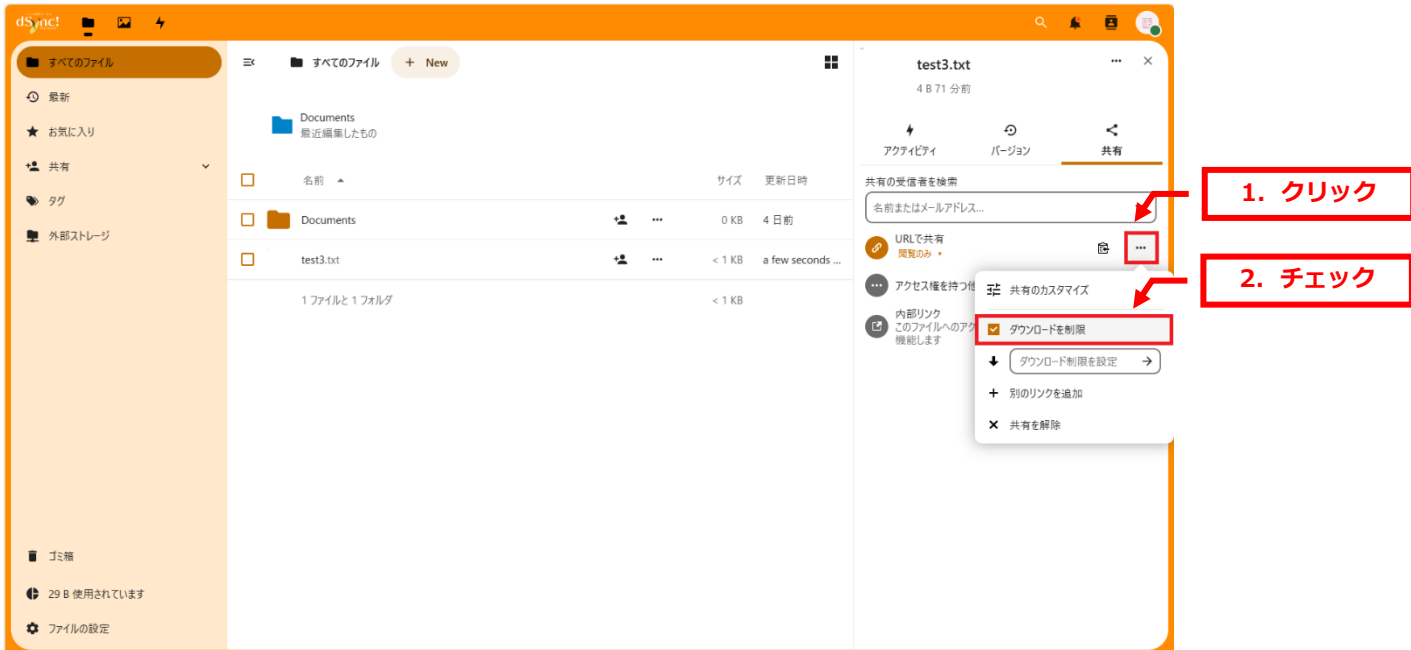 dSync!
すべてのファイル
最新
お気に入り
共有
タグ
外部ストレージ
ゴミ箱
29 B 使用されています
ファイルの設定
すべてのファイル
+ New
Documents
最近編集したもの
名前
サイズ
更新日時
Documents
0 KB
4 日前
test3.txt
< 1 KB
a few seconds ...
1 ファイルと 1 フォルダ
< 1 KB
test3.txt
4 B 71 分前
アクティビティ
バージョン
共有
共有の受信者を検索
名前またはメールアドレス...
URLで共有
閲覧のみ
アクセス権を持つ他
内部リンク
このファイルへのアク
機能します
共有のカスタマイズ
ダウンロードを制限
ダウンロード制限を設定
別のリンクを追加
共有を解除
1. クリック
2. チェック